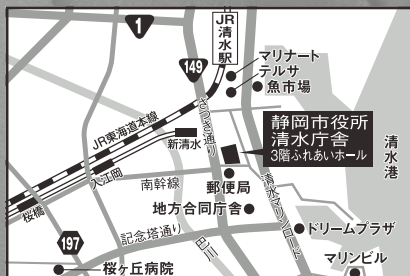 1
JR清水駅
149
マリナート
テルサ
魚市場
さつき通り
JR東海道本線
新清水
静岡市役所
清水庁舎
3階ふれあいホール
清水港
入江岡
南幹線
郵便局
桜橋
地方合同庁舎
清水マリンロード
197
記念塔通り
巴川
ドリームプラザ
桜ヶ丘病院
マリンビル